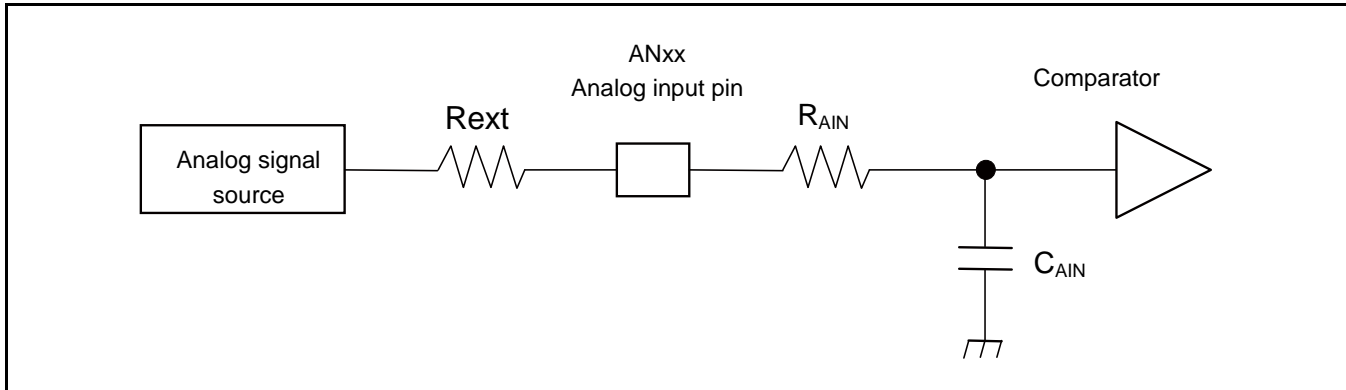 ANxx
Analog input pin
Comparator
Rext
RAIN
Analog signal
source
CAIN